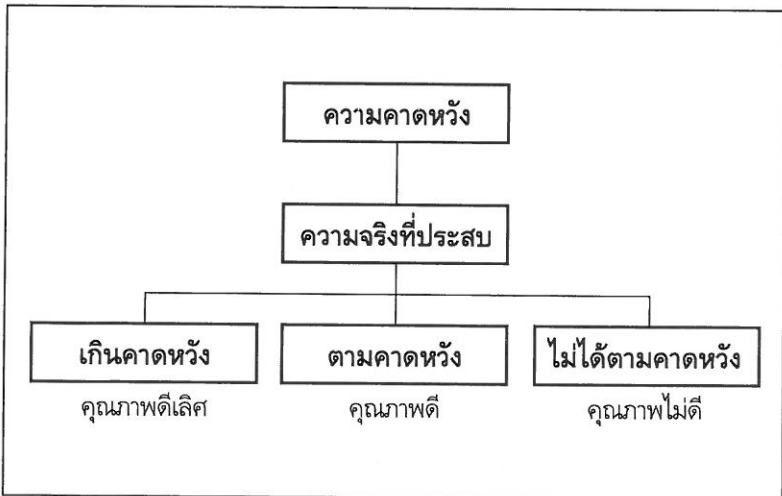 ความคาดหวัง
ความจริงที่ประสบ
เกินคาดหวัง
ตามคาดหวัง
ไม่ได้ตามคาดหวัง
คุณภาพดีเลิศ
คุณภาพดี
คุณภาพไม่ดี